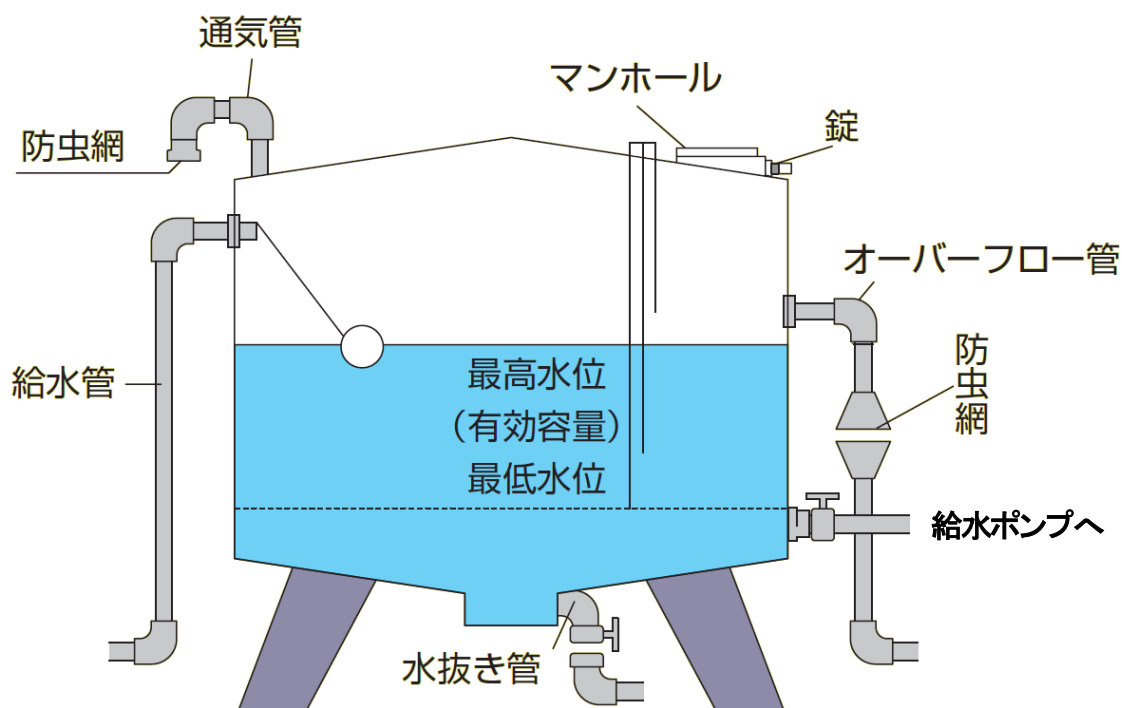 通気管
マンホール
錠
防虫網
オーバーフロー管
防虫網
給水管
最高水位
（有効容量）
最低水位
給水ポンプへ
水抜き管